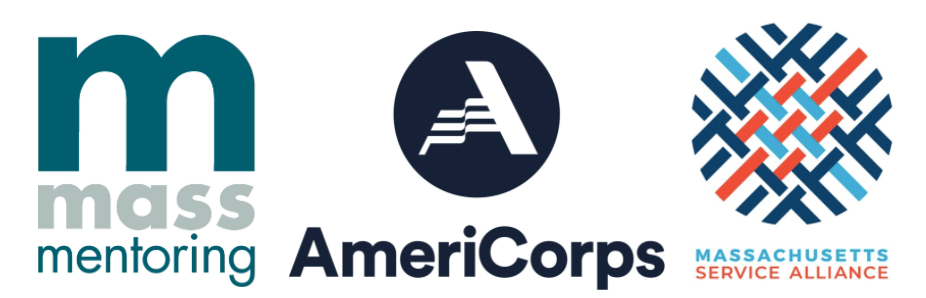 m
mass
mentoring
A
AmeriCorps
MASSACHUSETTS
SERVICE ALLIANCE